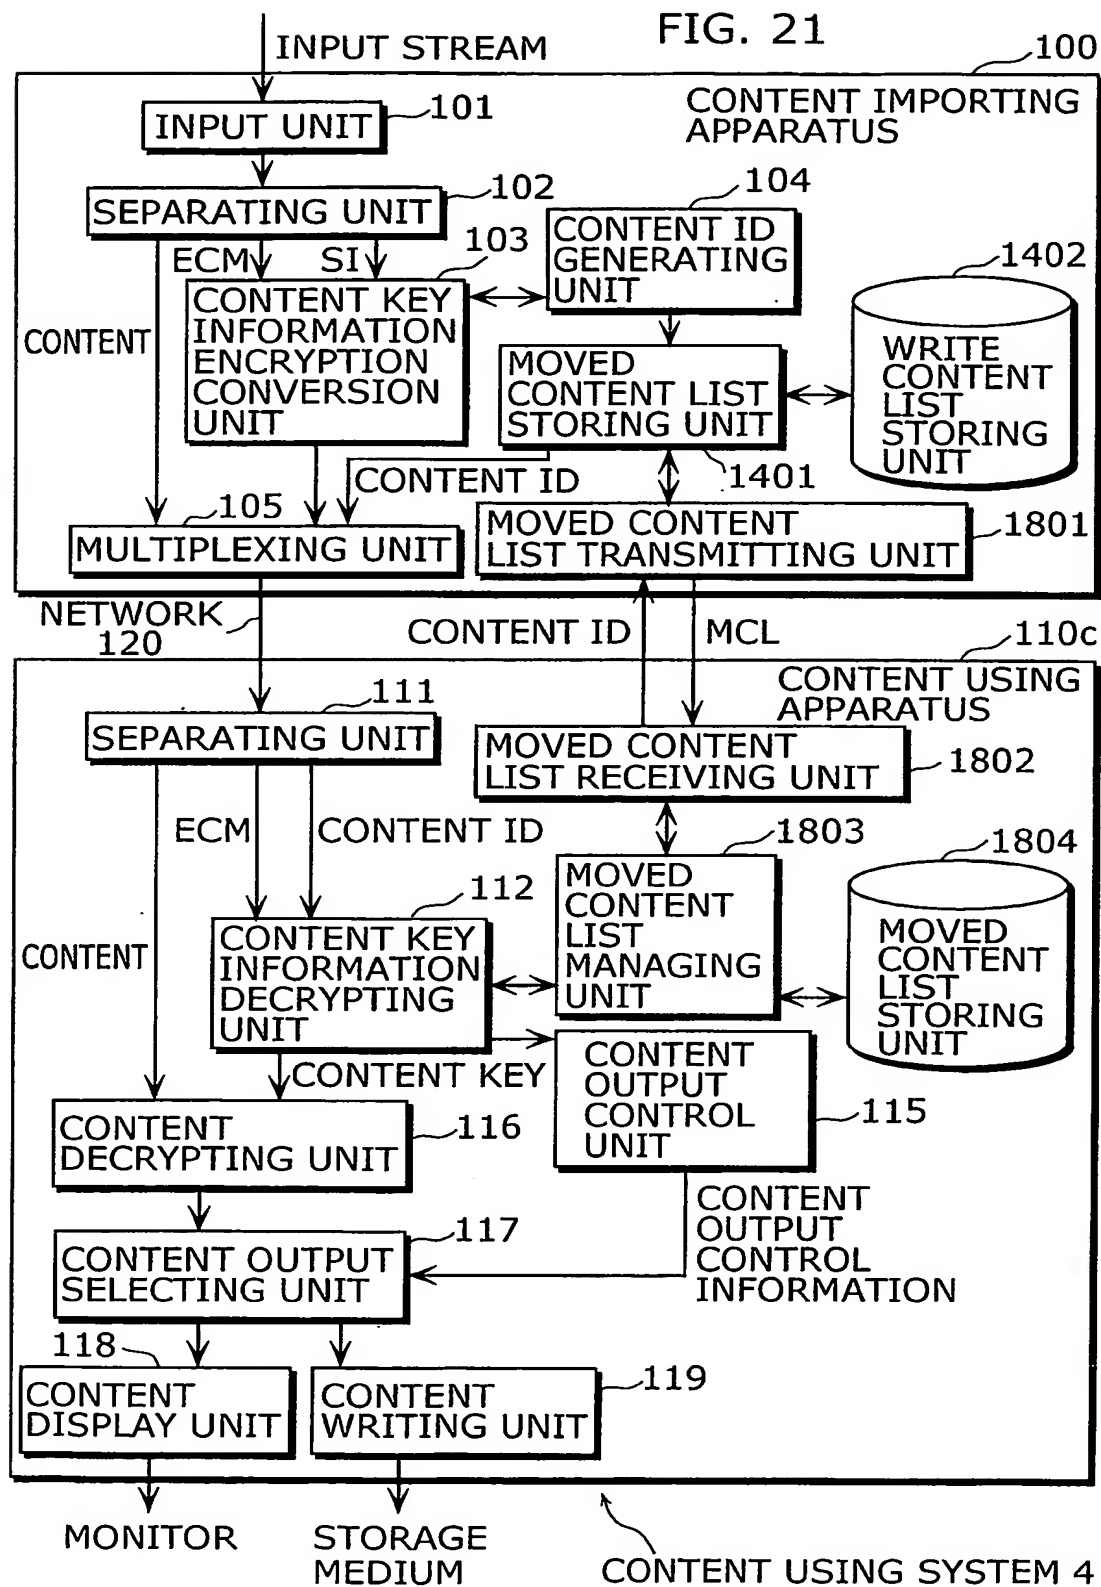 FIG. 21
INPUT STREAM
100
CONTENT IMPORTING
APPARATUS
INPUT UNIT
101
SEPARATING UNIT
102
ECM
SI
103
CONTENT KEY
INFORMATION
ENCRYPTION
CONVERSION
UNIT
104
CONTENT ID
GENERATING
UNIT
1402
WRITE
CONTENT
LIST
STORING
UNIT
CONTENT
MOVED
CONTENT LIST
STORING UNIT
1401
CONTENT ID
105
MULTIPLEXING UNIT
MOVED CONTENT
LIST TRANSMITTING UNIT
1801
NETWORK
120
CONTENT ID
MCL
110c
CONTENT USING
APPARATUS
111
SEPARATING UNIT
MOVED CONTENT
LIST RECEIVING UNIT
1802
ECM
CONTENT ID
1803
MOVED
CONTENT
LIST
MANAGING
UNIT
1804
MOVED
CONTENT
LIST
STORING
UNIT
112
CONTENT KEY
INFORMATION
DECRYPTING
UNIT
CONTENT
CONTENT KEY
CONTENT
OUTPUT
CONTROL
UNIT
115
CONTENT
DECRYPTING UNIT
116
CONTENT
OUTPUT
CONTROL
INFORMATION
CONTENT OUTPUT
SELECTING UNIT
117
118
CONTENT
DISPLAY UNIT
CONTENT
WRITING UNIT
119
MONITOR
STORAGE
MEDIUM
CONTENT USING SYSTEM 4